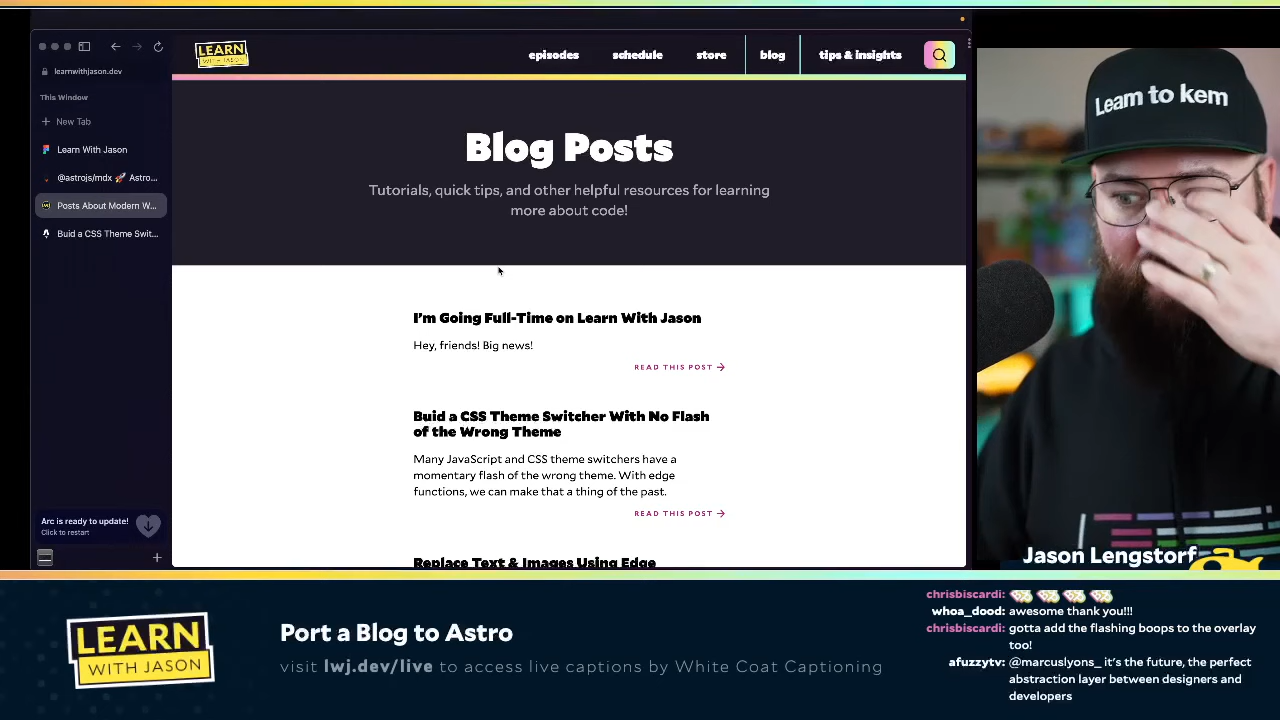 learnwithjason.dev
This Window
New Tab
Learn With Jason
@astrojs/mdx 🚀 Astro...
Posts About Modern W...
Buid a CSS Theme Swit...
Arc is ready to update!
Click to restart
LEARN
WITH JASON
episodes
schedule
store
blog
tips & insights
Blog Posts
Tutorials, quick tips, and other helpful resources for learning
more about code!
I'm Going Full-Time on Learn With Jason
Hey, friends! Big news!
READ THIS POST →
Buid a CSS Theme Switcher With No Flash
of the Wrong Theme
Many JavaScript and CSS theme switchers have a
momentary flash of the wrong theme. With edge
functions, we can make that a thing of the past.
READ THIS POST →
Replace Text & Images Using Edge
Learn to kem
Jason Lengstorf
LEARN
WITH JASON
Port a Blog to Astro
visit lwj.dev/live to access live captions by White Coat Captioning
chrisbiscardi:
whoa_dood: awesome thank you!!!
chrisbiscardi: gotta add the flashing boops to the overlay
too!
afuzzytv: @marcuslyons_ it's the future, the perfect
abstraction layer between designers and
developers